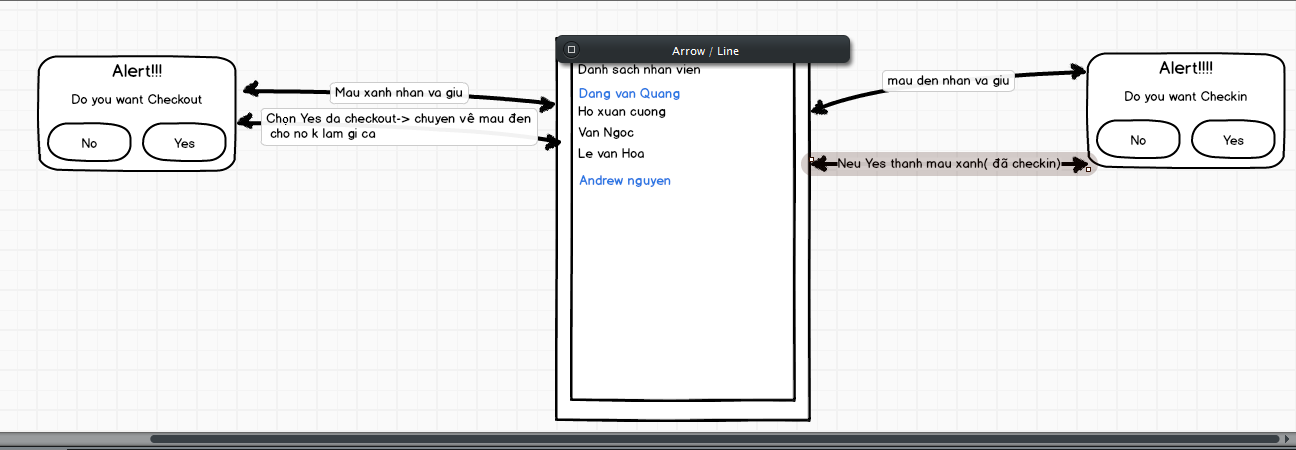 Arrow / Line
Alert!!!
Do you want Checkout
No
Yes
Mau xanh nhan va giu
Chọn Yes da checkout-> chuyen vê mau đen
cho no k lam gi ca
Danh sach nhan vien
Dang van Quang
Ho xuan cuong
Van Ngoc
Le van Hoa
Andrew nguyen
mau den nhan va giu
Neu Yes thanh mau xanh( đã checkin)
Alert!!!!
Do you want Checkin
No
Yes